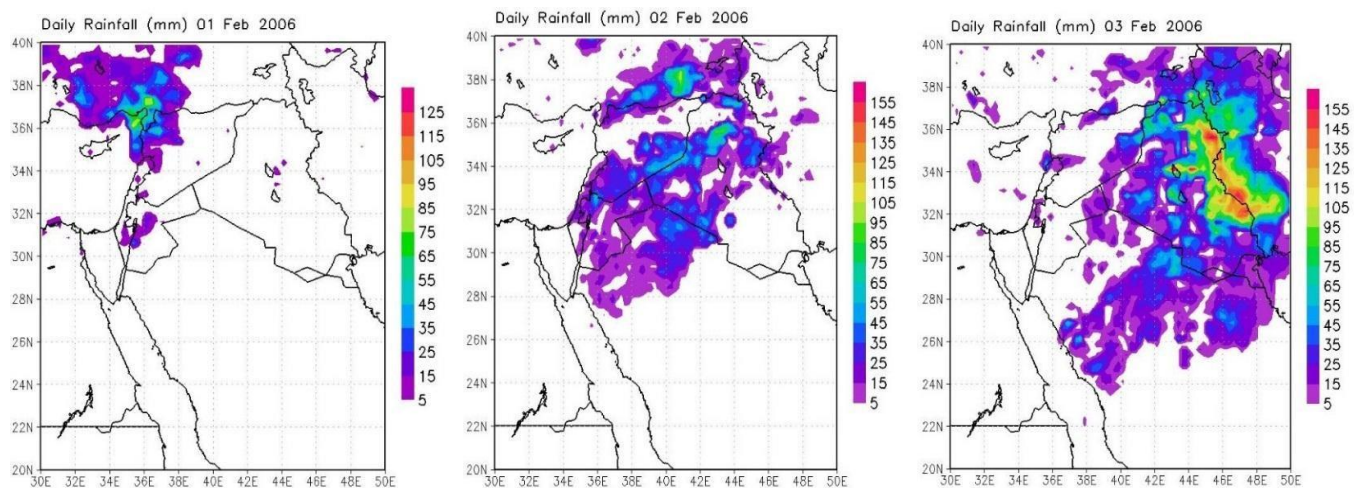 Daily Rainfall (mm) 01 Feb 2006
40N
38N
36N
34N
32N
30N
28N
26N
24N
22N
20N
30E 32E 34E 36E 38E 40E 42E 44E 46E 48E 50E
125
115
105
95
85
75
65
55
45
35
25
15
5
Daily Rainfall (mm) 02 Feb 2006
40N
38N
36N
34N
32N
30N
28N
26N
24N
22N
20N
30E 32E 34E 36E 38E 40E 42E 44E 46E 48E 50E
155
145
135
125
115
105
95
85
75
65
55
45
35
25
15
5
Daily Rainfall (mm) 03 Feb 2006
40N
38N
36N
34N
32N
30N
28N
26N
24N
22N
20N
30E 32E 34E 36E 38E 40E 42E 44E 46E 48E 50E
155
145
135
125
115
105
95
85
75
65
55
45
35
25
15
5